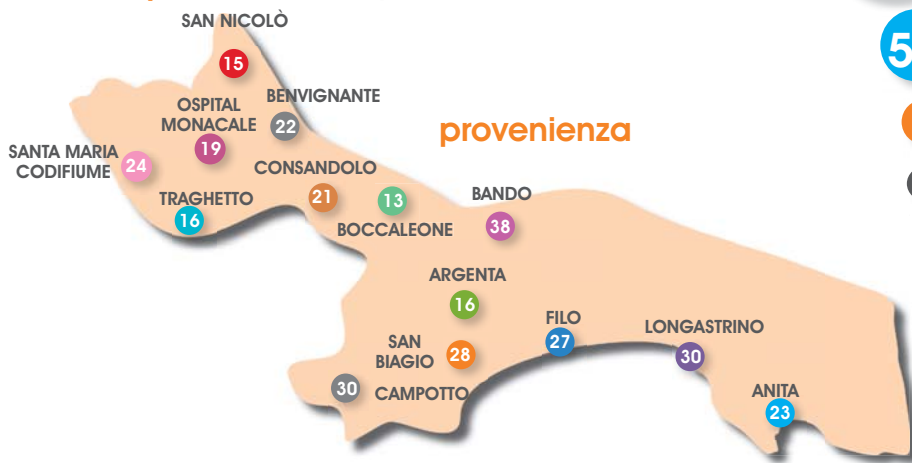 SAN NICOLÒ
15
5
BENVIGNANTE
22
OSPITAL
MONACALE
19
provenienza
SANTA MARIA
CODIFIUME
24
CONSANDOLO
21
13
BOCCALEONE
TRAGHETTO
16
BANDO
38
ARGENTA
16
FILO
27
LONGASTRINO
30
SAN
BIAGIO
28
30
CAMPOTTO
ANITA
23